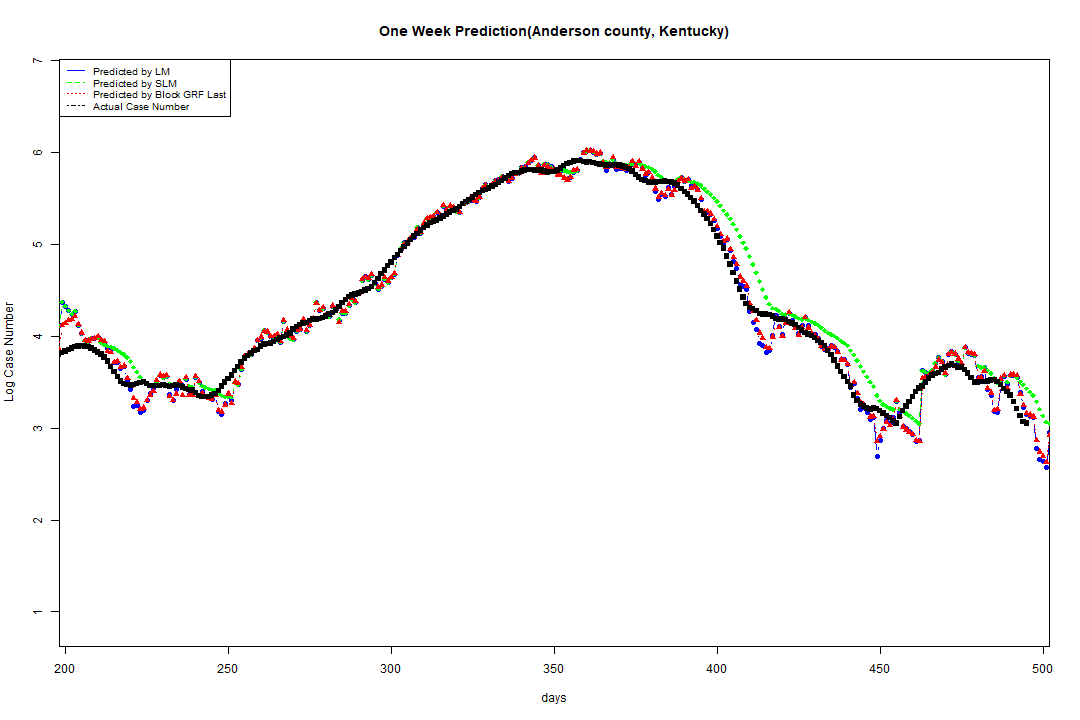 One Week Prediction(Anderson county, Kentucky)
Predicted by LM
Predicted by SLM
Predicted by Block GRF Last
Actual Case Number
7
6
5
4
3
2
1
Log Case Number
200 250 300 350 400 450 500
days